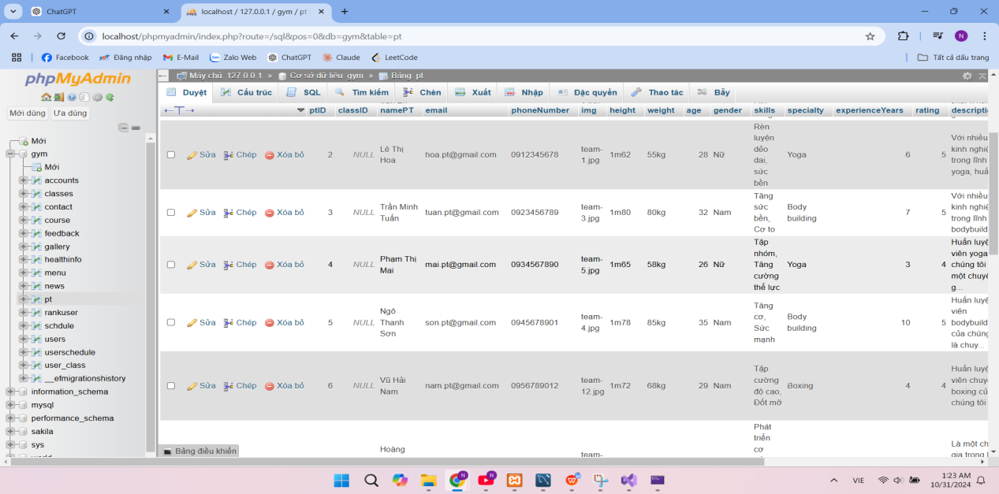 ChatGPT
localhost / 127.0.0.1 / gym / pt
localhost/phpmyadmin/index.php?route=/sql&pos=0&db=gym&table=pt
N
Facebook
Đăng nhập
E-Mail
Zalo Web
ChatGPT
Claude
LeetCode
Tất cả dấu trang
phpMyAdmin
Mới dùng
Ưa dùng
Mới
gym
Mới
accounts
classes
contact
course
feedback
gallery
healthinfo
menu
news
pt
rankuser
schdule
users
userschedule
user_class
__efmigrationshistory
information_schema
mysql
performance_schema
sakila
sys
Máy chủ: 127.0.0.1 » Cơ sở dữ liệu: gym » Bảng: pt
Duyệt Cấu trúc SQL Tìm kiếm Chèn Xuất Nhập Đặc quyền Thao tác Bẫy
ptID classID namePT email phoneNumber img height weight age gender skills specialty experienceYears rating
Sửa Chép Xóa bỏ 2 NULL Lê Thị Hoa hoa.pt@gmail.com 0912345678 team-1.jpg 1m62 55kg 28 Nữ Rèn luyện dẻo dai, sức bền Yoga 6 5 Với nhiều kinh nghiệ trong lĩnh yoga, huấ
Sửa Chép Xóa bỏ 3 NULL Trần Minh Tuấn tuan.pt@gmail.com 0923456789 team-3.jpg 1m80 80kg 32 Nam Tăng sức bền, Cơ to Body building 7 5 Với nhiều kinh nghiệ trong lĩnh bodybuild
Sửa Chép Xóa bỏ 4 NULL Phạm Thị Mai mai.pt@gmail.com 0934567890 team-5.jpg 1m65 58kg 26 Nữ Tập nhóm, Tăng cường thể lực Yoga 3 4 Huấn luyệ viên yoga chúng tôi một chuyê g...
Sửa Chép Xóa bỏ 5 NULL Ngô Thanh Sơn son.pt@gmail.com 0945678901 team-4.jpg 1m78 85kg 35 Nam Tăng cơ, Sức mạnh Body building 10 5 Huấn luyệ viên bodybuild của chúng là chuy...
Sửa Chép Xóa bỏ 6 NULL Vũ Hải Nam nam.pt@gmail.com 0956789012 team-12.jpg 1m72 68kg 29 Nam Tập cường độ cao, Đốt mỡ Boxing 4 4 Huấn luyệ viên chuyê boxing củ chúng tôi
Hoàng team- Phát triển cơ Là một ch gia trong l
Bảng điều khiển
VIE
1:23 AM
10/31/2024